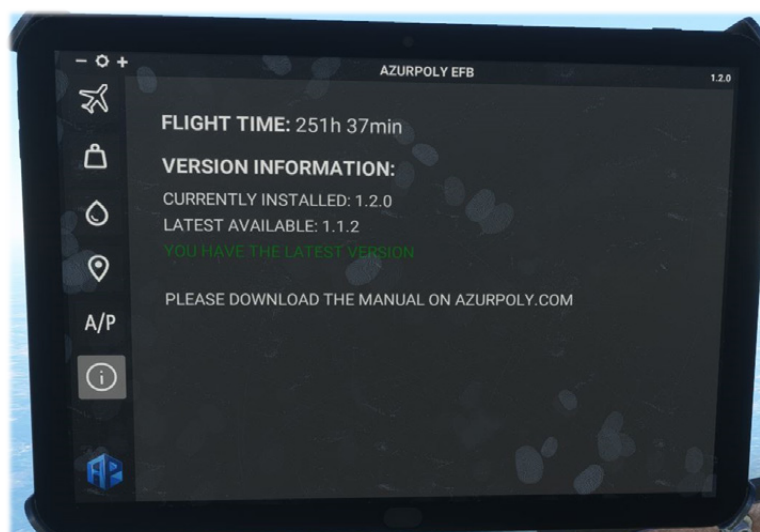 AZURPOLY EFB
1.2.0
FLIGHT TIME: 251h 37min
VERSION INFORMATION:
CURRENTLY INSTALLED: 1.2.0
LATEST AVAILABLE: 1.1.2
YOU HAVE THE LATEST VERSION
PLEASE DOWNLOAD THE MANUAL ON AZURPOLY.COM
A/P